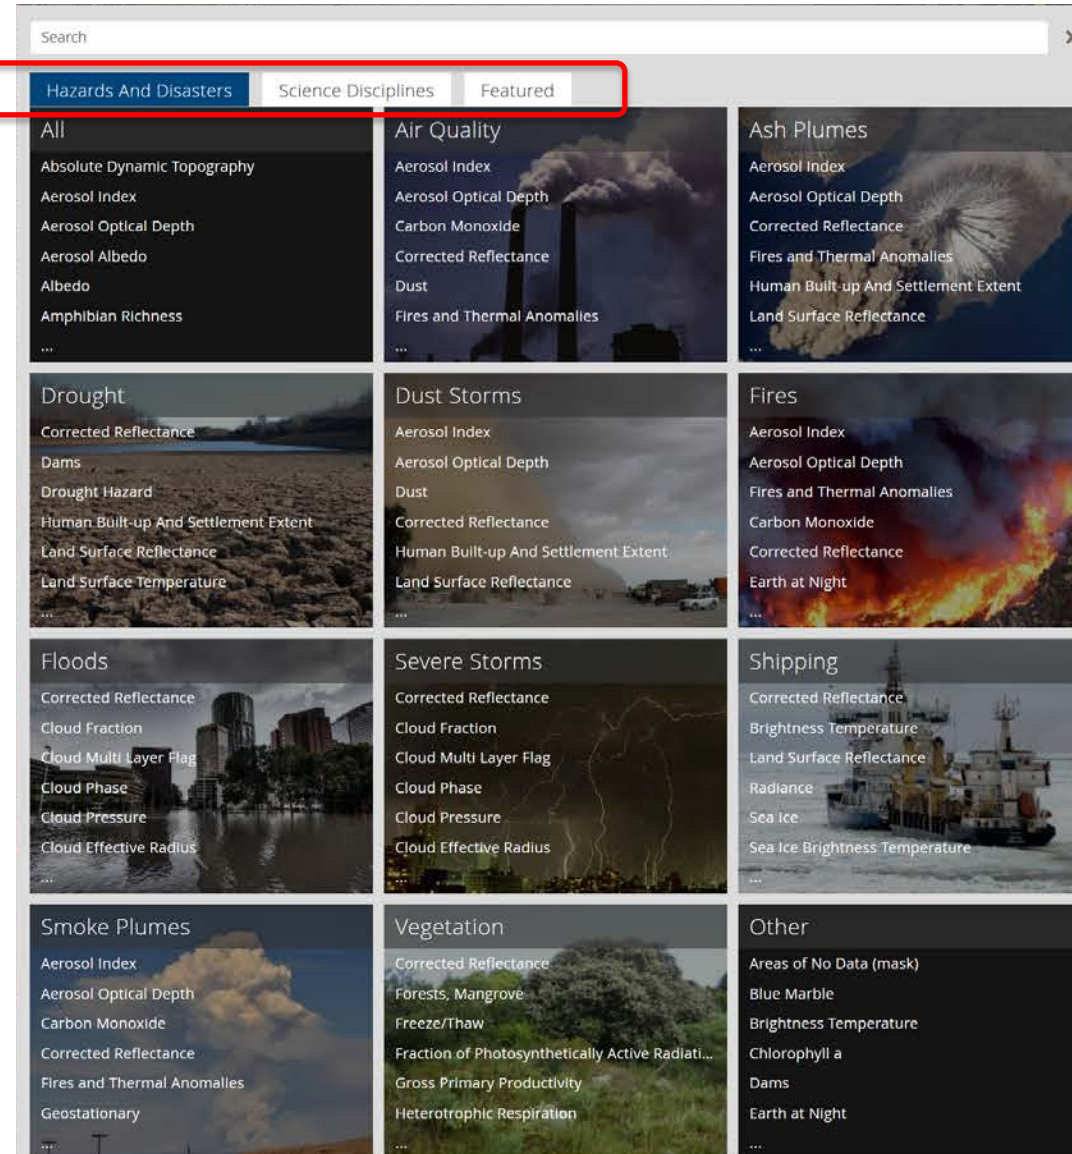 Search
Hazards And Disasters
Science Disciplines
Featured
All
Absolute Dynamic Topography
Aerosol Index
Aerosol Optical Depth
Aerosol Albedo
Albedo
Amphibian Richness
...
Air Quality
Aerosol Index
Aerosol Optical Depth
Carbon Monoxide
Corrected Reflectance
Dust
Fires and Thermal Anomalies
...
Ash Plumes
Aerosol Index
Aerosol Optical Depth
Corrected Reflectance
Fires and Thermal Anomalies
Human Built-up And Settlement Extent
Land Surface Reflectance
...
Drought
Corrected Reflectance
Dams
Drought Hazard
Human Built-up And Settlement Extent
Land Surface Reflectance
Land Surface Temperature
...
Dust Storms
Aerosol Index
Aerosol Optical Depth
Dust
Corrected Reflectance
Human Built-up And Settlement Extent
Land Surface Reflectance
...
Fires
Aerosol Index
Aerosol Optical Depth
Fires and Thermal Anomalies
Carbon Monoxide
Corrected Reflectance
Earth at Night
...
Floods
Corrected Reflectance
Cloud Fraction
Cloud Multi Layer Flag
Cloud Phase
Cloud Pressure
Cloud Effective Radius
...
Severe Storms
Corrected Reflectance
Cloud Fraction
Cloud Multi Layer Flag
Cloud Phase
Cloud Pressure
Cloud Effective Radius
...
Shipping
Corrected Reflectance
Brightness Temperature
Land Surface Reflectance
Radiance
Sea Ice
Sea Ice Brightness Temperature
...
Smoke Plumes
Aerosol Index
Aerosol Optical Depth
Carbon Monoxide
Corrected Reflectance
Fires and Thermal Anomalies
Geostationary
...
Vegetation
Corrected Reflectance
Forests, Mangrove
Freeze/Thaw
Fraction of Photosynthetically Active Radiati...
Gross Primary Productivity
Heterotrophic Respiration
...
Other
Areas of No Data (mask)
Blue Marble
Brightness Temperature
Chlorophyll a
Dams
Earth at Night
...